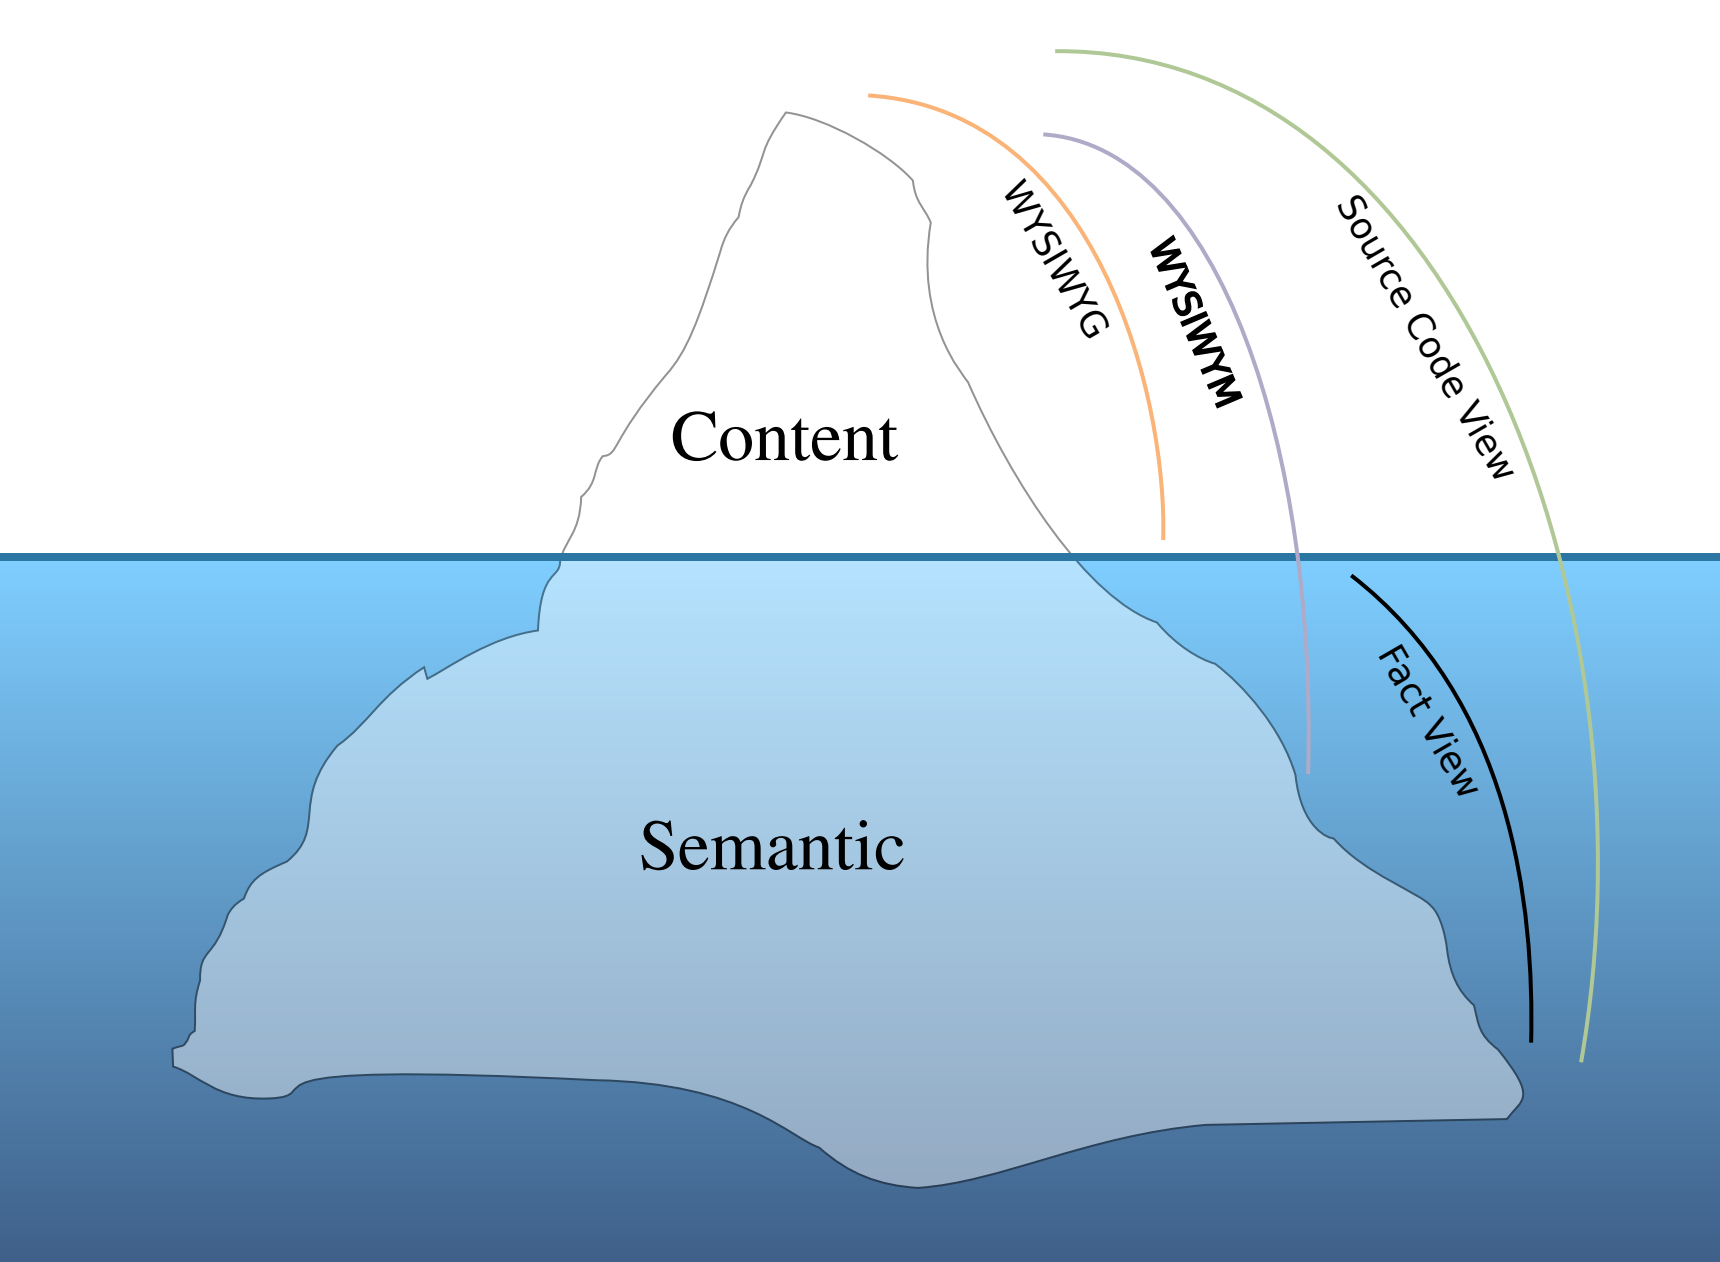 WYSIWYG
WYSIWYM
Source Code View
Content
Fact View
Semantic